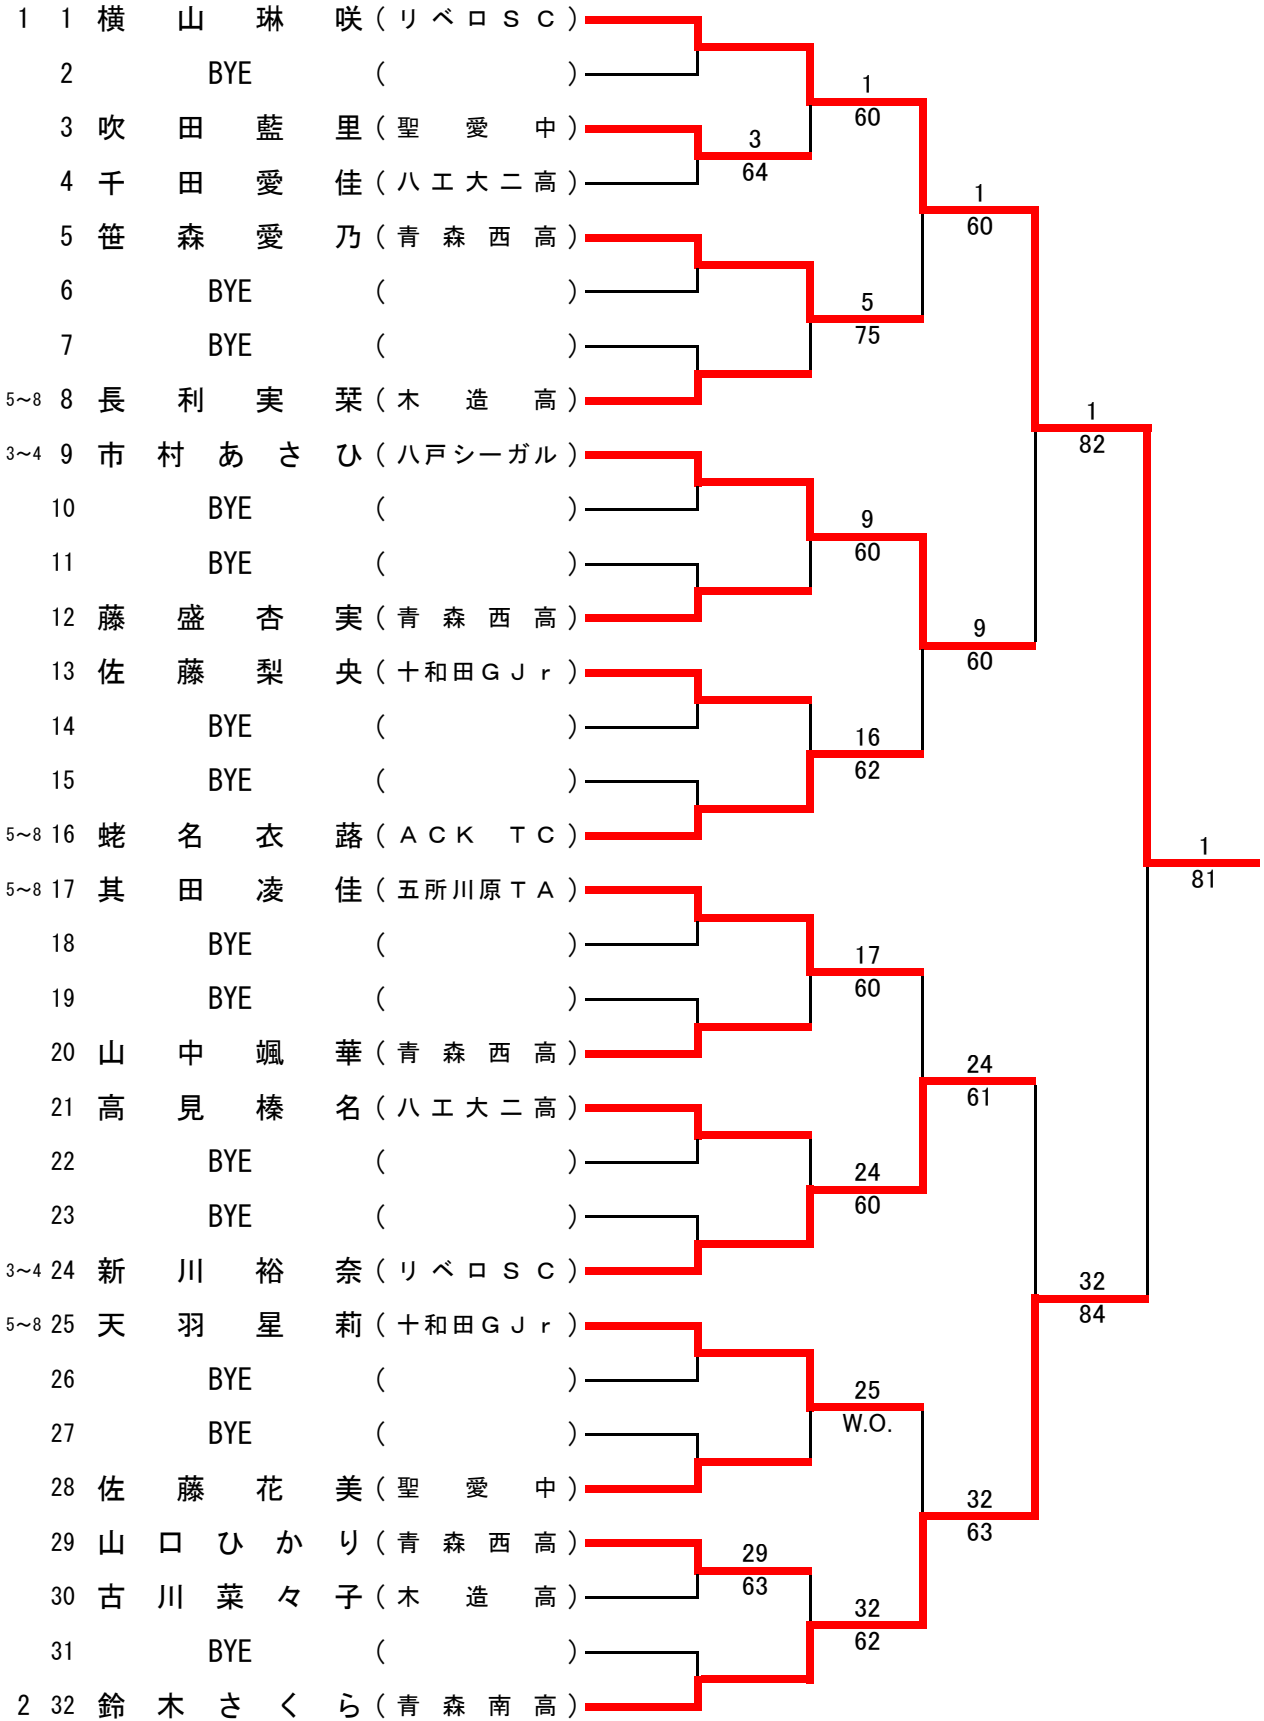 1 1 横山琳咲 (リベロＳＣ)
2 BYE ( )
1
60
3 吹田藍里 (聖愛中)
3
64
4 千田愛佳 (八工大二高)
1
60
5 笹森愛乃 (青森西高)
6 BYE ( )
5
75
7 BYE ( )
5～8 8 長利実栞 (木造高)
1
82
3～4 9 市村あさひ (八戸シーガル)
10 BYE ( )
9
60
11 BYE ( )
12 藤盛杏実 (青森西高)
9
60
13 佐藤梨央 (十和田ＧＪｒ)
14 BYE ( )
16
62
15 BYE ( )
5～8 16 蛯名衣蕗 (ＡＣＫ ＴＣ)
1
81
5～8 17 其田凌佳 (五所川原ＴＡ)
18 BYE ( )
17
60
19 BYE ( )
20 山中颯華 (青森西高)
24
61
21 高見榛名 (八工大二高)
22 BYE ( )
24
60
23 BYE ( )
3～4 24 新川裕奈 (リベロＳＣ)
32
84
5～8 25 天羽星莉 (十和田ＧＪｒ)
26 BYE ( )
25
W.O.
27 BYE ( )
28 佐藤花美 (聖愛中)
32
63
29 山口ひかり (青森西高)
29
63
30 古川菜々子 (木造高)
32
62
31 BYE ( )
2 32 鈴木さくら (青森南高)